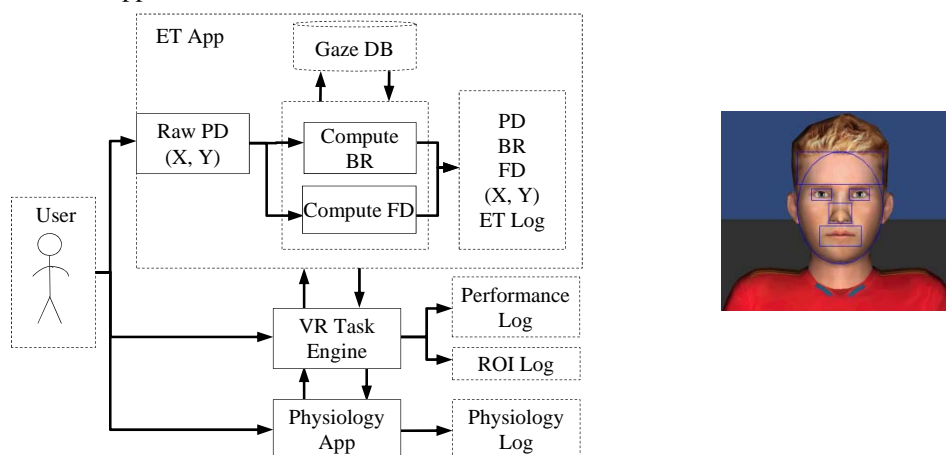 ET App
Gaze DB
Raw PD
(X, Y)
Compute
BR
Compute FD
PD
BR
FD
(X, Y)
ET Log
User
VR Task
Engine
Performance
Log
ROI Log
Physiology
App
Physiology
Log